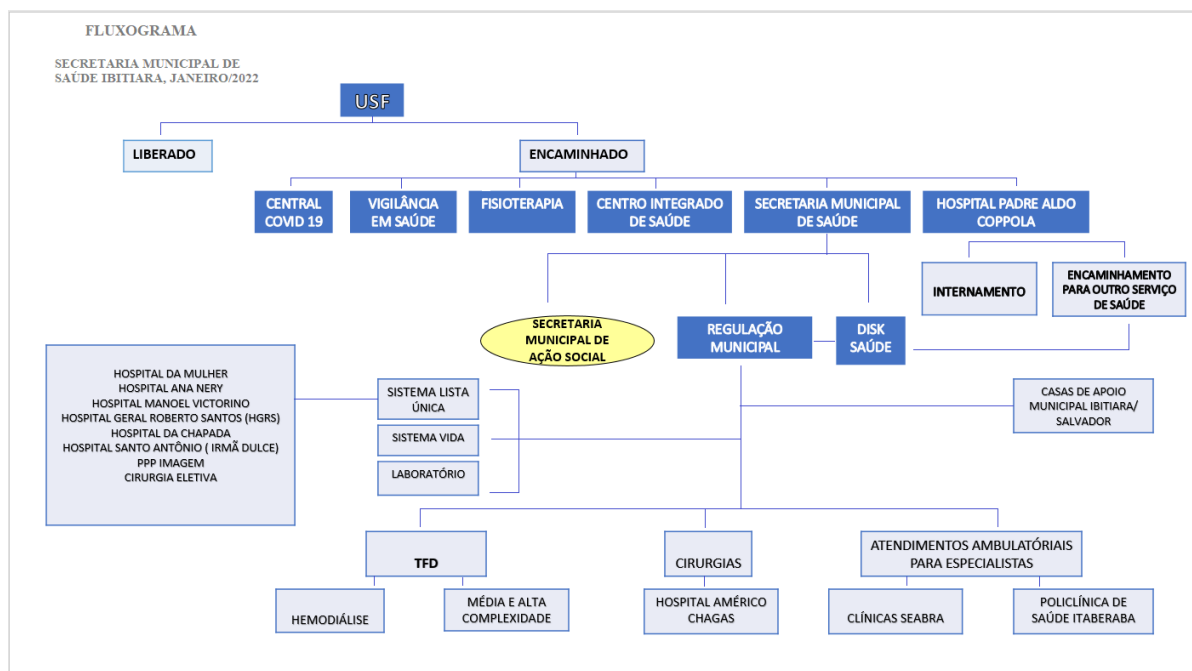 FLUXOGRAMA
SECRETARIA MUNICIPAL DE
SAÚDE IBITIARA, JANEIRO/2022
USF
LIBERADO
ENCAMINHADO
CENTRAL
COVID 19
VIGILÂNCIA
EM SAÚDE
FISIOTERAPIA
CENTRO INTEGRADO
DE SAÚDE
SECRETARIA MUNICIPAL
DE SAÚDE
HOSPITAL PADRE ALDO
COPPOLA
INTERNAMENTO
ENCAMINHAMENTO
PARA OUTRO SERVIÇO
DE SAÚDE
SECRETARIA
MUNICIPAL DE
AÇÃO SOCIAL
REGULAÇÃO
MUNICIPAL
DISK
SAÚDE
HOSPITAL DA MULHER
HOSPITAL ANA NERY
HOSPITAL MANOEL VICTORINO
HOSPITAL GERAL ROBERTO SANTOS (HGRS)
HOSPITAL DA CHAPADA
HOSPITAL SANTO ANTÔNIO ( IRMÃ DULCE)
PPP IMAGEM
CIRURGIA ELETIVA
SISTEMA LISTA
ÚNICA
SISTEMA VIDA
LABORATÓRIO
CASAS DE APOIO
MUNICIPAL IBITIARA/
SALVADOR
TFD
CIRURGIAS
ATENDIMENTOS AMBULATÓRIAIS
PARA ESPECIALISTAS
HEMODIÁLISE
MÉDIA E ALTA
COMPLEXIDADE
HOSPITAL AMÉRICO
CHAGAS
CLÍNICAS SEABRA
POLICLÍNICA DE
SAÚDE ITABERABA